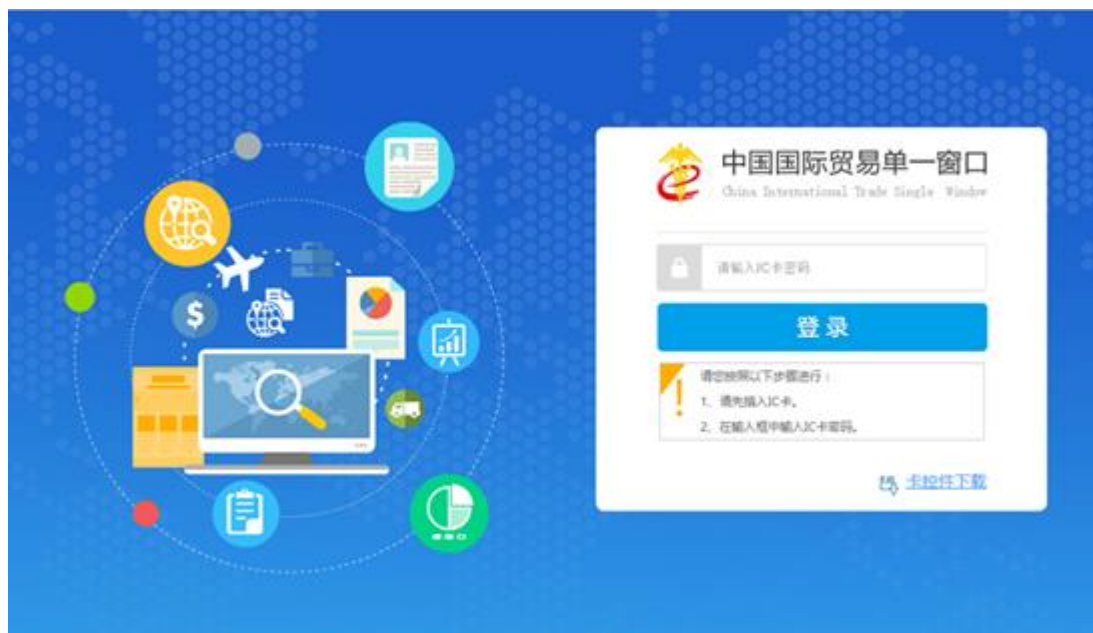 中国国际贸易单一窗口
China International Trade Single Window
请输入IC卡密码
登录
请您按照以下步骤进行：
1、请先插入IC卡。
2、在输入框中输入IC卡密码。
卡控件下载
$